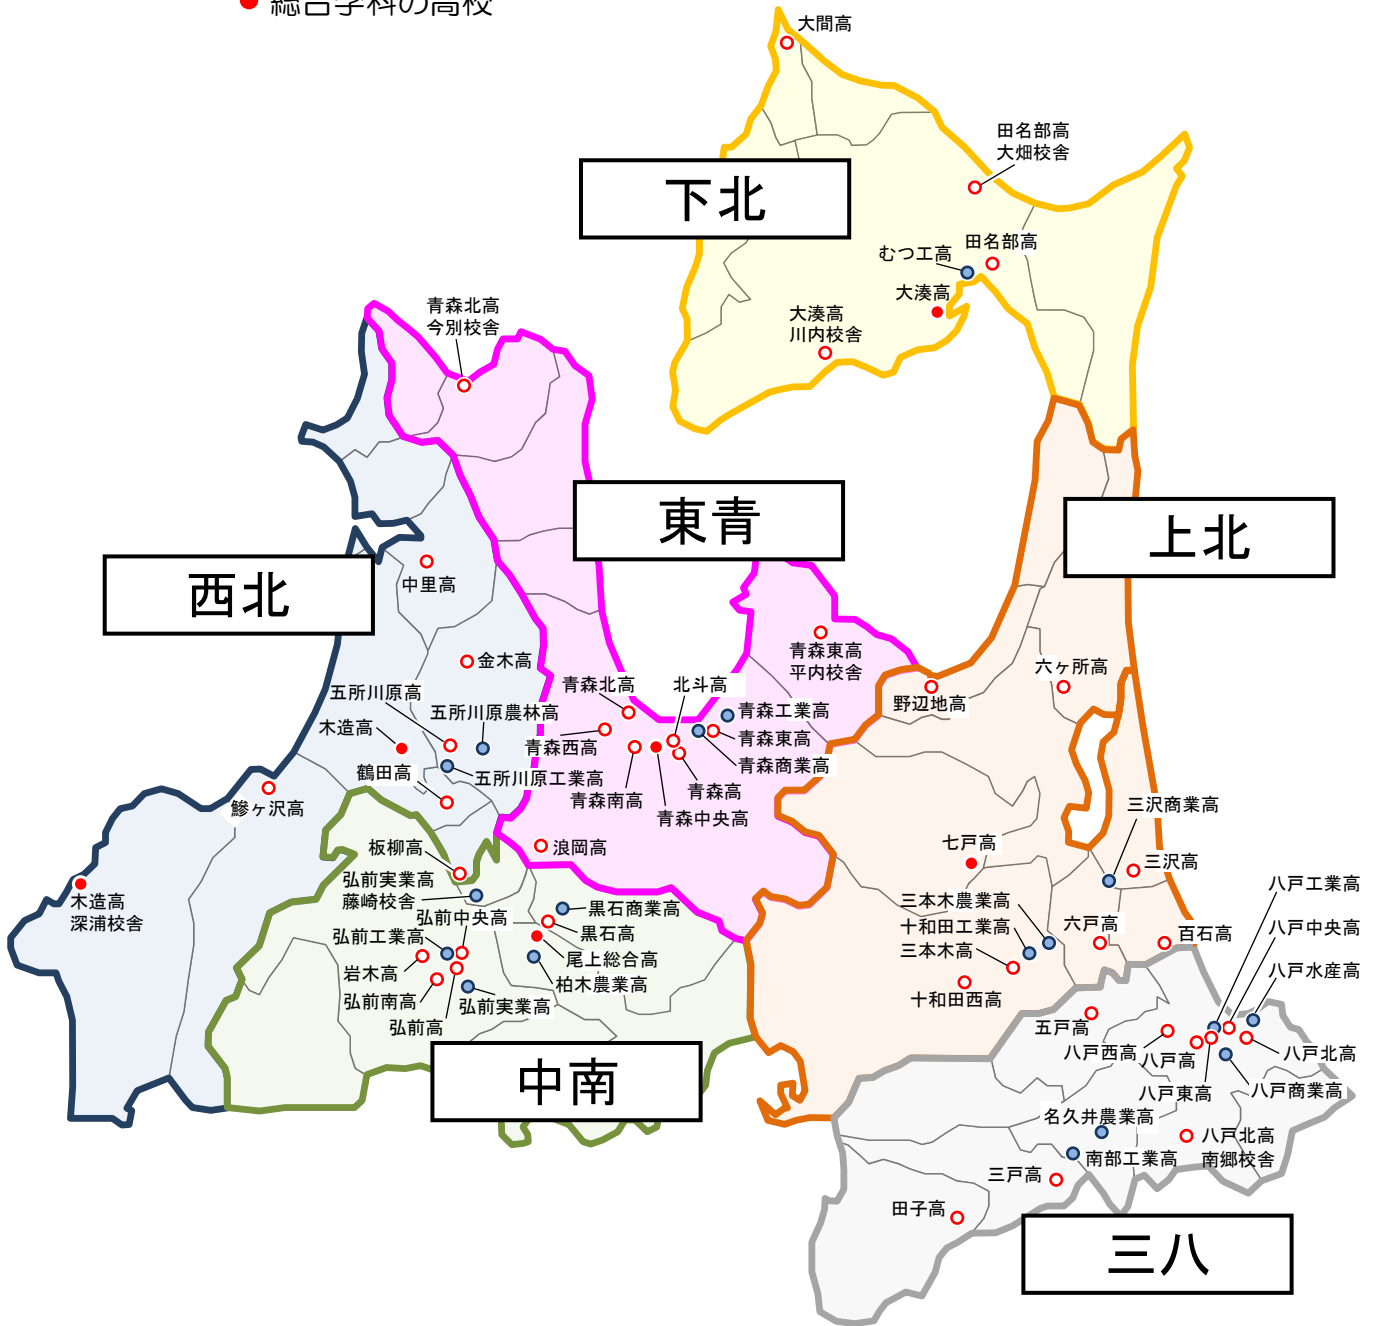 総合学科の高校
大間高
田名部高
大畑校舎
下北
むつ工高
田名部高
大湊高
大湊高
川内校舎
青森北高
今別校舎
東青
上北
西北
中里高
金木高
青森東高
平内校舎
六ヶ所高
野辺地高
五所川原高
五所川原農林高
木造高
鶴田高
五所川原工業高
鰺ヶ沢高
青森北高
北斗高
青森工業高
青森西高
青森東高
青森商業高
青森南高
青森高
青森中央高
浪岡高
三沢商業高
七戸高
三沢高
板柳高
弘前実業高
藤崎校舎
木造高
深浦校舎
弘前中央高
黒石商業高
黒石高
弘前工業高
尾上総合高
岩木高
柏木農業高
弘前南高
弘前実業高
弘前高
三本木農業高
十和田工業高
三本木高
六戸高
百石高
十和田西高
八戸工業高
八戸中央高
八戸水産高
五戸高
八戸西高
八戸高
八戸北高
八戸東高
八戸商業高
中南
名久井農業高
八戸北高
南郷校舎
南部工業高
三戸高
田子高
三八